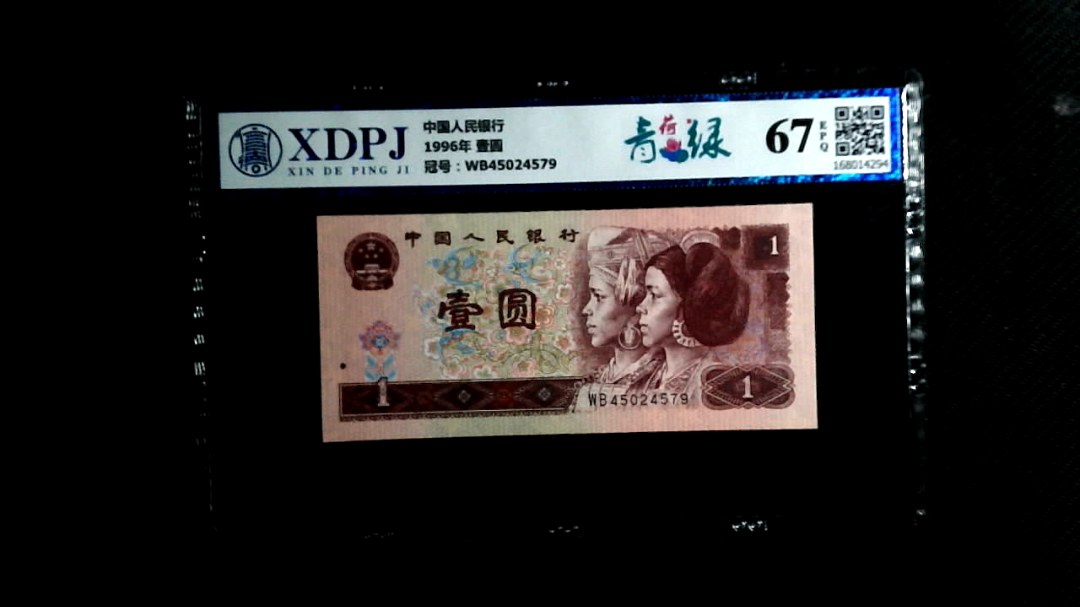 XDPJ
XIN DE PING JI
中国人民银行
1996年 壹圆
冠号：WB45024579
青荷绿
67 EPQ
168014294
中国人民银行
1
壹圆
1
WB45024579
1